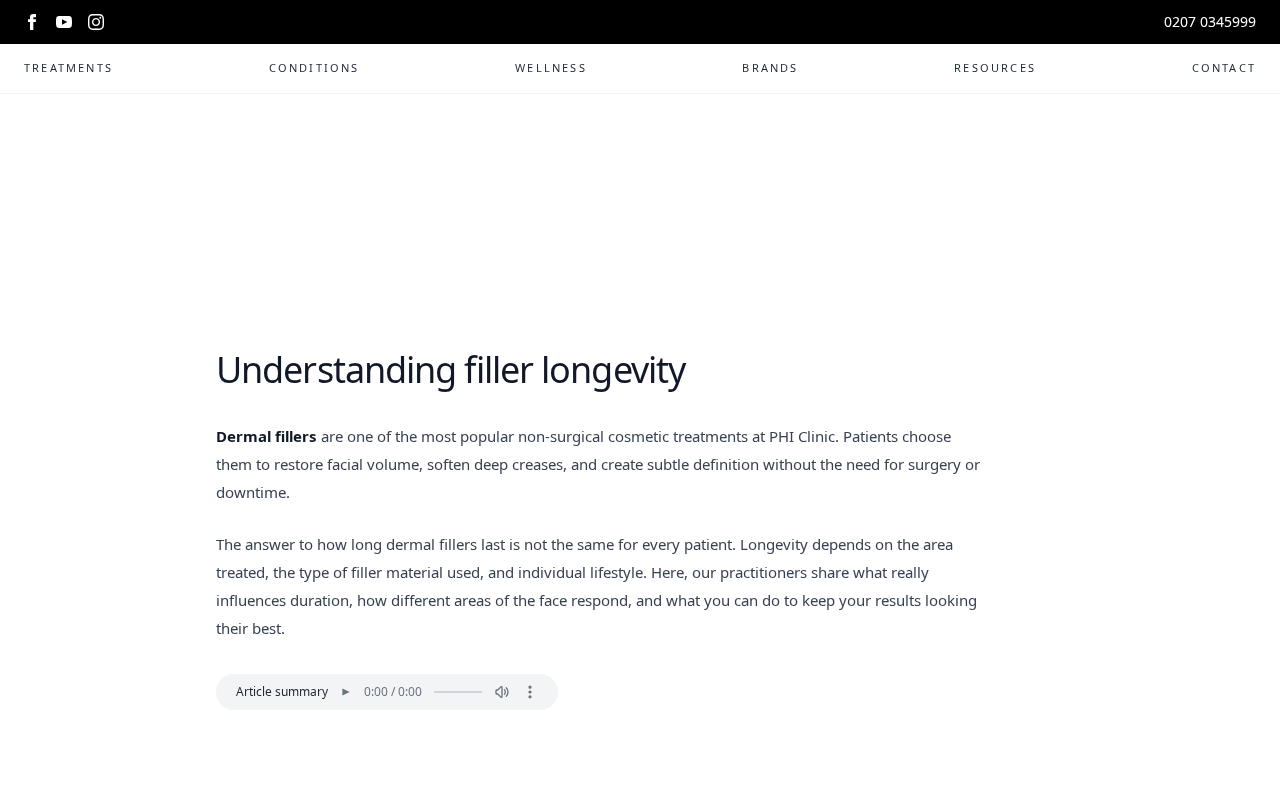 0207 0345999
TREATMENTS
CONDITIONS
WELLNESS
BRANDS
RESOURCES
CONTACT
Understanding filler longevity
Dermal fillers are one of the most popular non-surgical cosmetic treatments at PHI Clinic. Patients choose
them to restore facial volume, soften deep creases, and create subtle definition without the need for surgery or
downtime.
The answer to how long dermal fillers last is not the same for every patient. Longevity depends on the area
treated, the type of filler material used, and individual lifestyle. Here, our practitioners share what really
influences duration, how different areas of the face respond, and what you can do to keep your results looking
their best.
Article summary 0:00 / 0:00